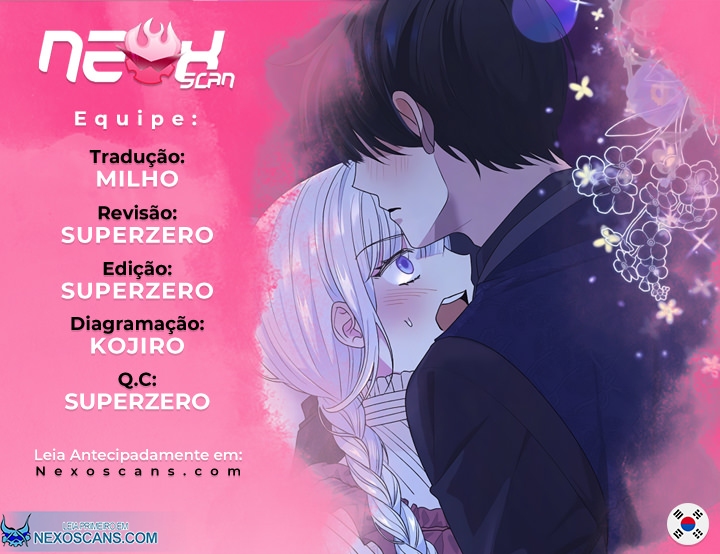 NEOX
SCAN
Equipe:
Tradução:
MILHO
Revisão:
SUPERZERO
Edição:
SUPERZERO
Diagramação:
KOJIRO
Q.C:
SUPERZERO
Leia Antecipadamente em:
Nexoscans.com
LEIA PRIMEIRO EM
NEXOSCANS.COM